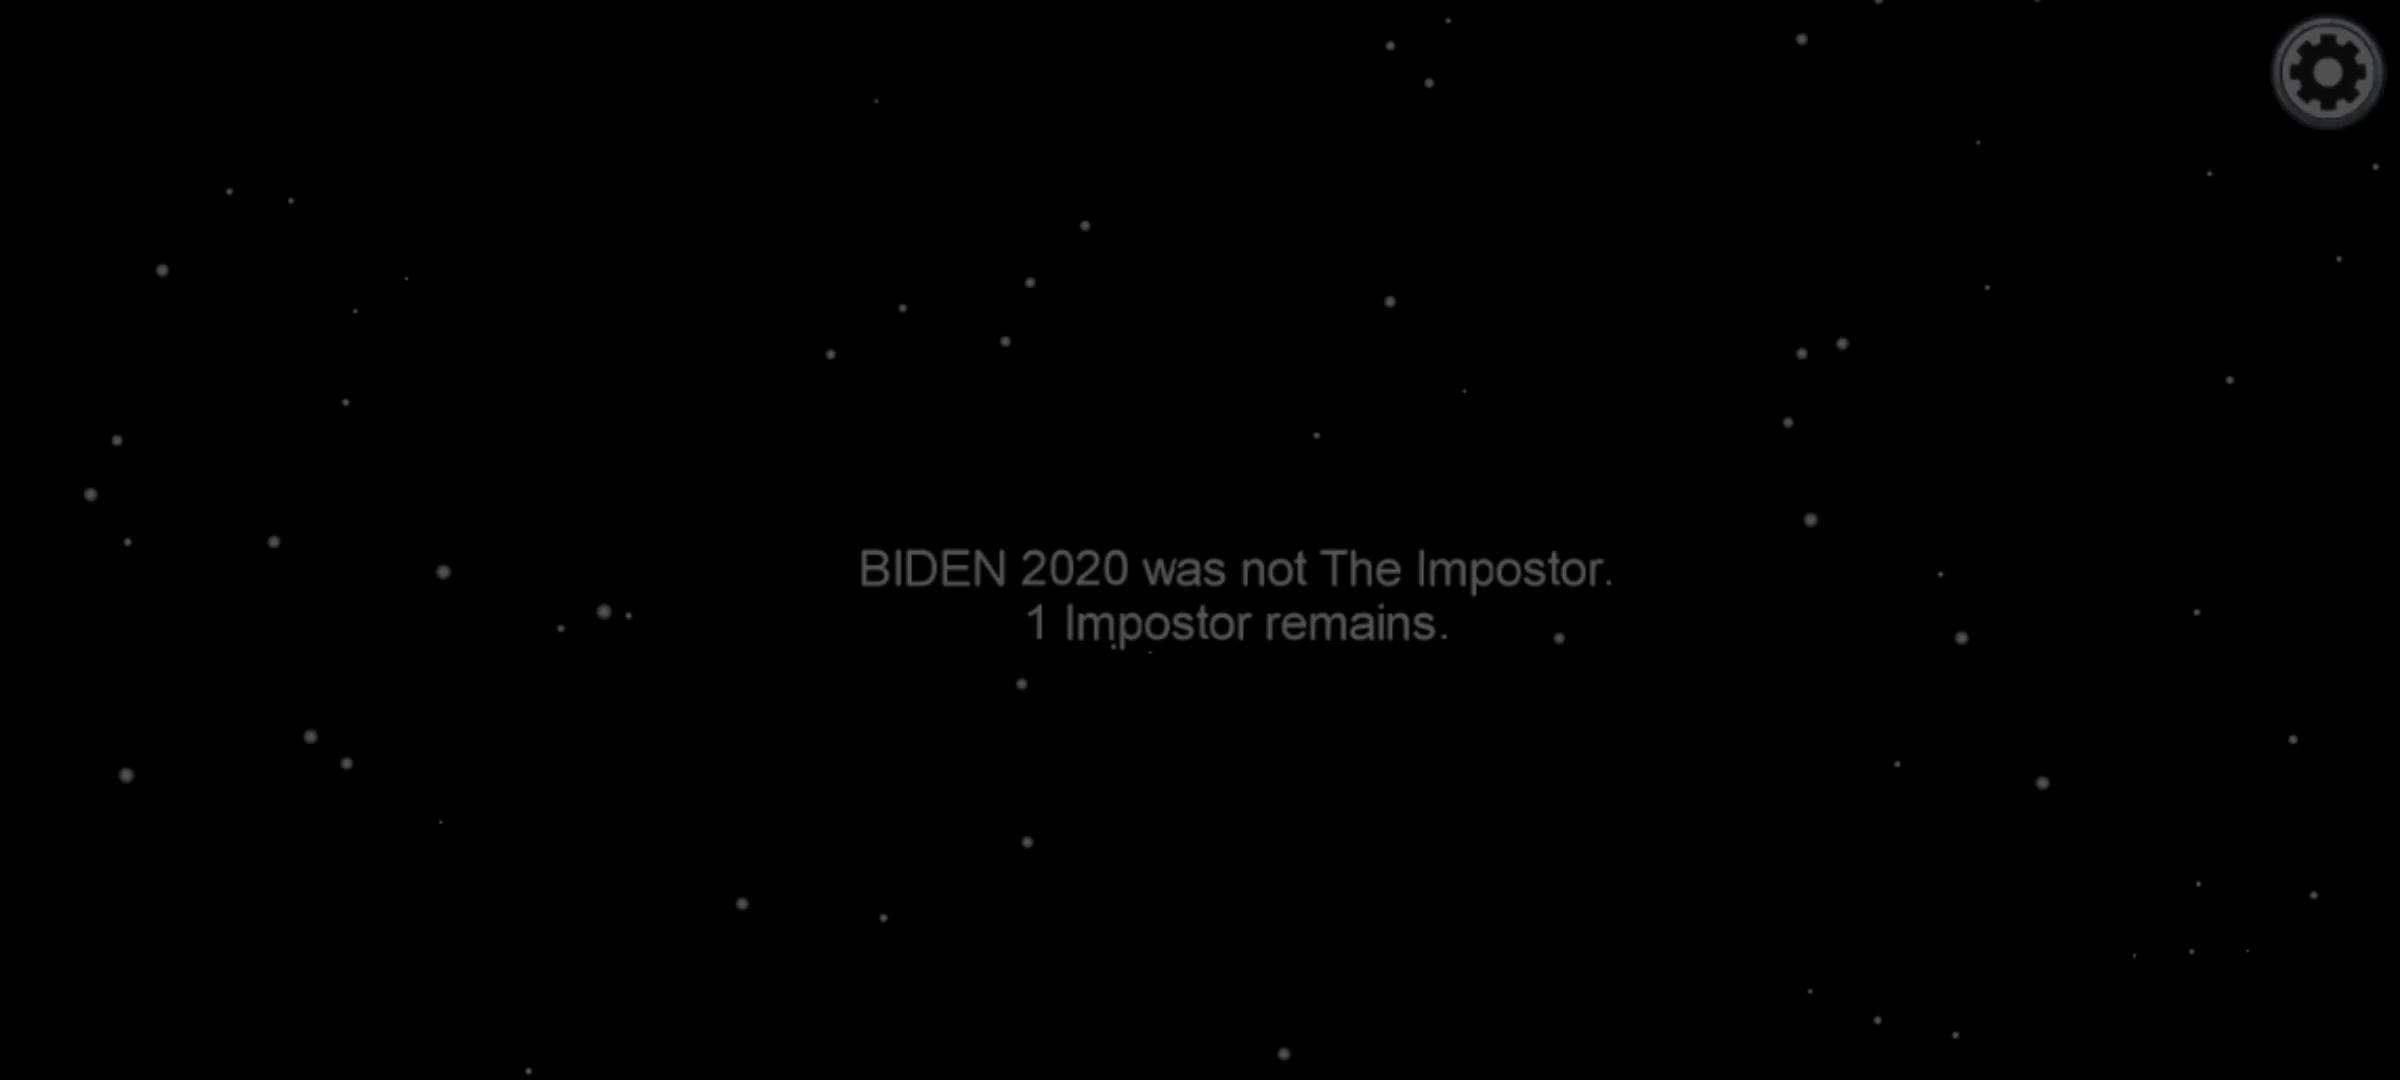 BIDEN 2020 was not The Impostor.
1 Impostor remains.